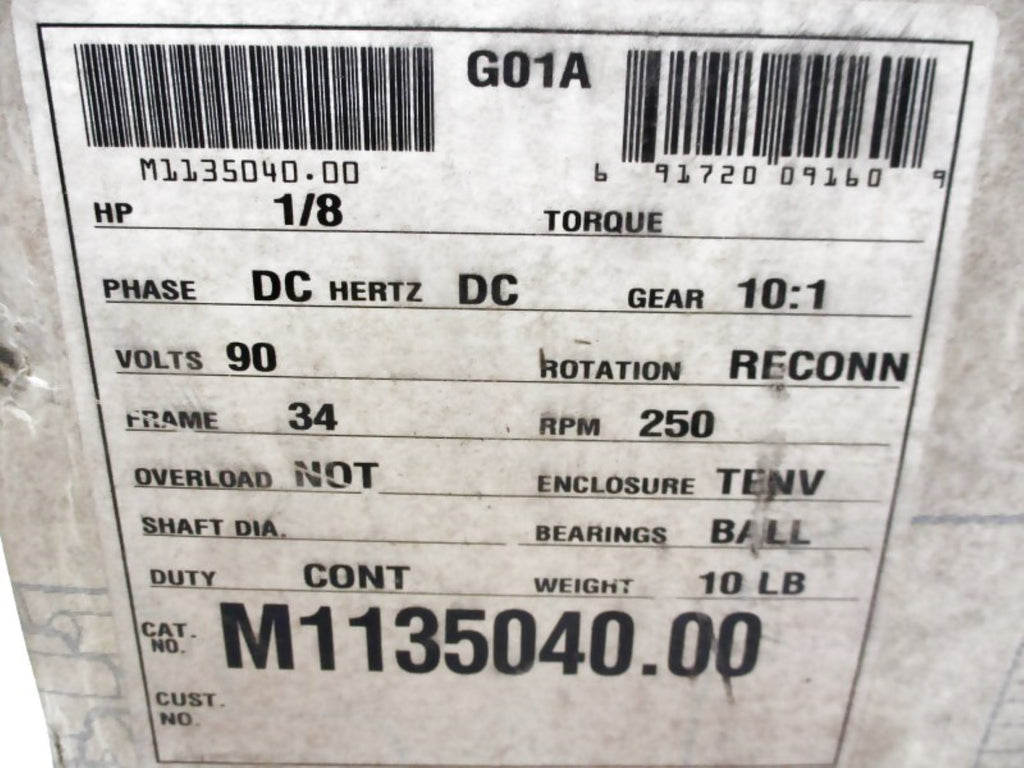 G01A
M1135040.00
6 91720 09160 9
HP 1/8 TORQUE
PHASE DC HERTZ DC GEAR 10:1
VOLTS 90 ROTATION RECONN
FRAME 34 RPM 250
OVERLOAD NOT ENCLOSURE TENV
SHAFT DIA. BEARINGS BALL
DUTY CONT WEIGHT 10 LB
CAT. NO. M1135040.00
CUST. NO.